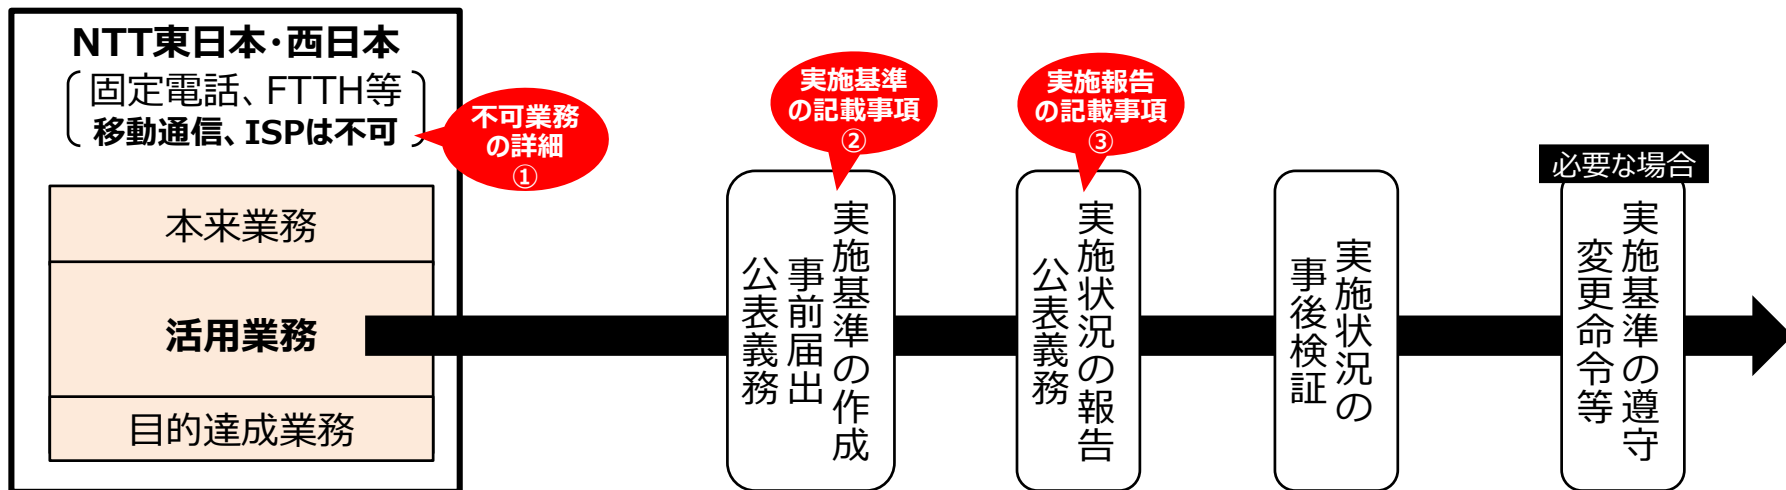 NTT東日本・西日本
固定電話、FTTH等
移動通信、ISPは不可
不可業務
の詳細
①
本来業務
活用業務
目的達成業務
実施基準
の記載事項
②
実施基準の作成
事前届出
公表義務
実施報告
の記載事項
③
実施状況の報告
公表義務
実施状況の
事後検証
必要な場合
実施基準の遵守
変更命令等